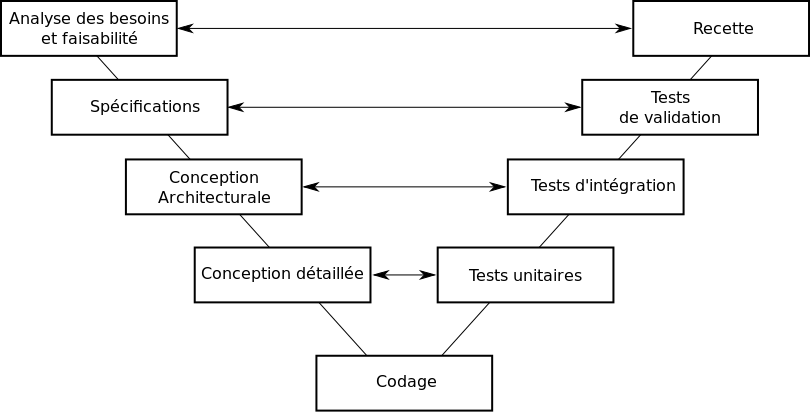 Analyse des besoins
et faisabilité
Recette
Spécifications
Tests
de validation
Conception
Architecturale
Tests d'intégration
Conception détaillée
Tests unitaires
Codage